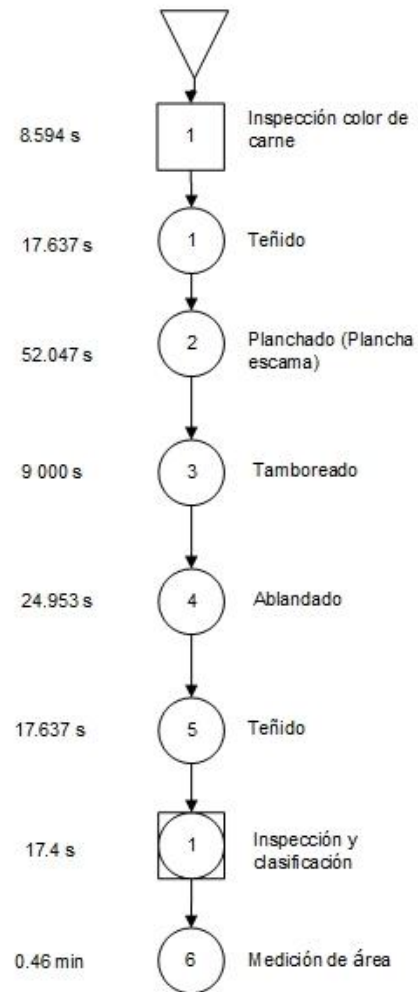 8.594 s
1
Inspección color de
carne
17.637 s
1
Teñido
52.047 s
2
Planchado (Plancha
escama)
9 000 s
3
Tamboreado
24.953 s
4
Ablandado
17.637 s
5
Teñido
17.4 s
1
Inspección y
clasificación
0.46 min
6
Medición de área